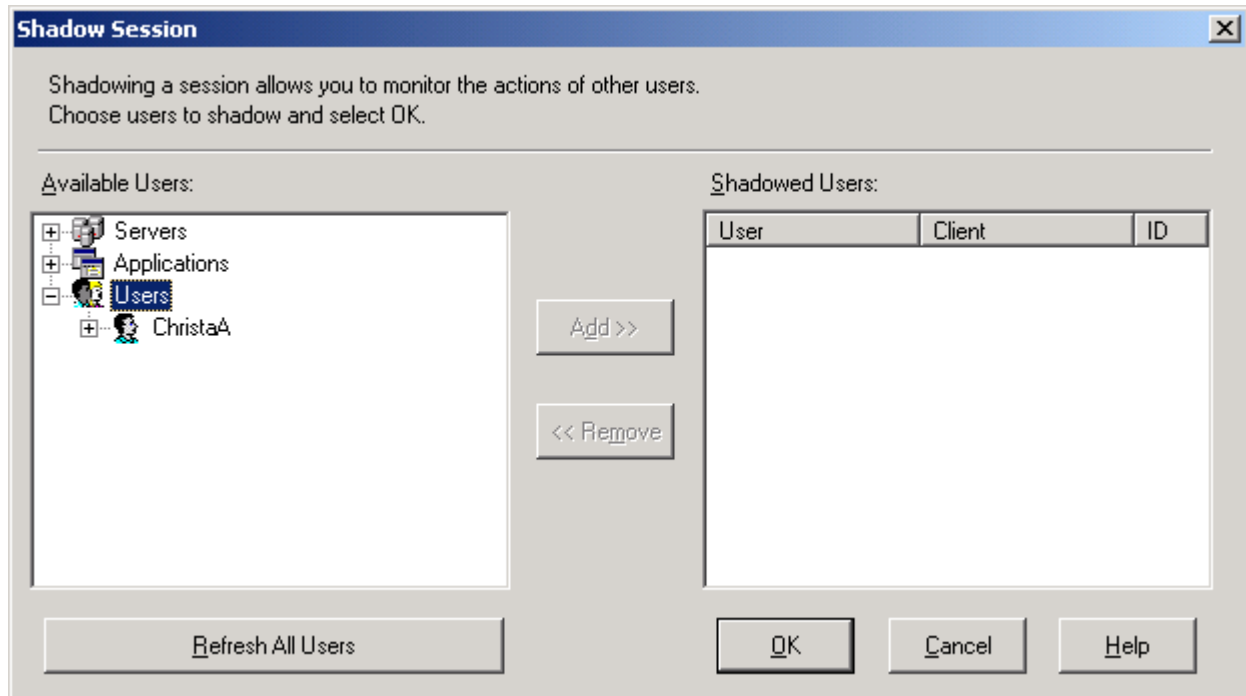 Shadow Session
Shadowing a session allows you to monitor the actions of other users.
Choose users to shadow and select OK.
Available Users:
Servers
Applications
Users
ChristaA
Add >>
<< Remove
Shadowed Users:
User Client ID
Refresh All Users
OK
Cancel
Help